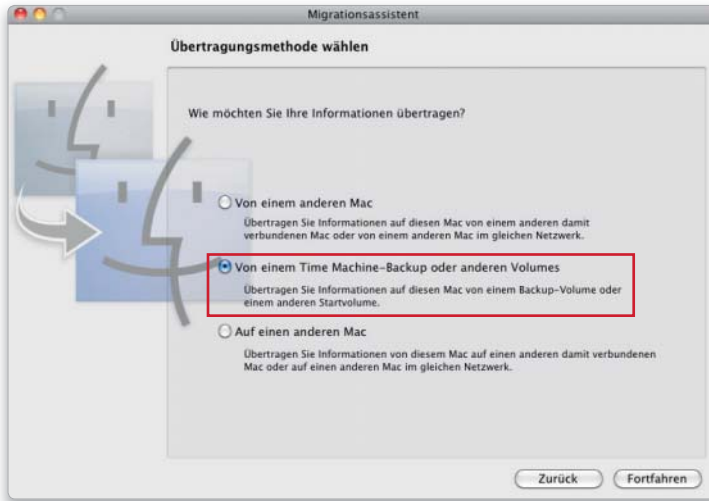 Migrationsassistent
Übertragungsmethode wählen
Wie möchten Sie Ihre Informationen übertragen?
Von einem anderen Mac
Übertragen Sie Informationen auf diesen Mac von einem anderen damit
verbundenen Mac oder von einem anderen Mac im gleichen Netzwerk.
Von einem Time Machine-Backup oder anderen Volumes
Übertragen Sie Informationen auf diesen Mac von einem Backup-Volume oder
einem anderen Startvolume.
Auf einen anderen Mac
Übertragen Sie Informationen von diesem Mac auf einen anderen damit verbundenen
Mac oder auf einen anderen Mac im gleichen Netzwerk.
Zurück Fortfahren